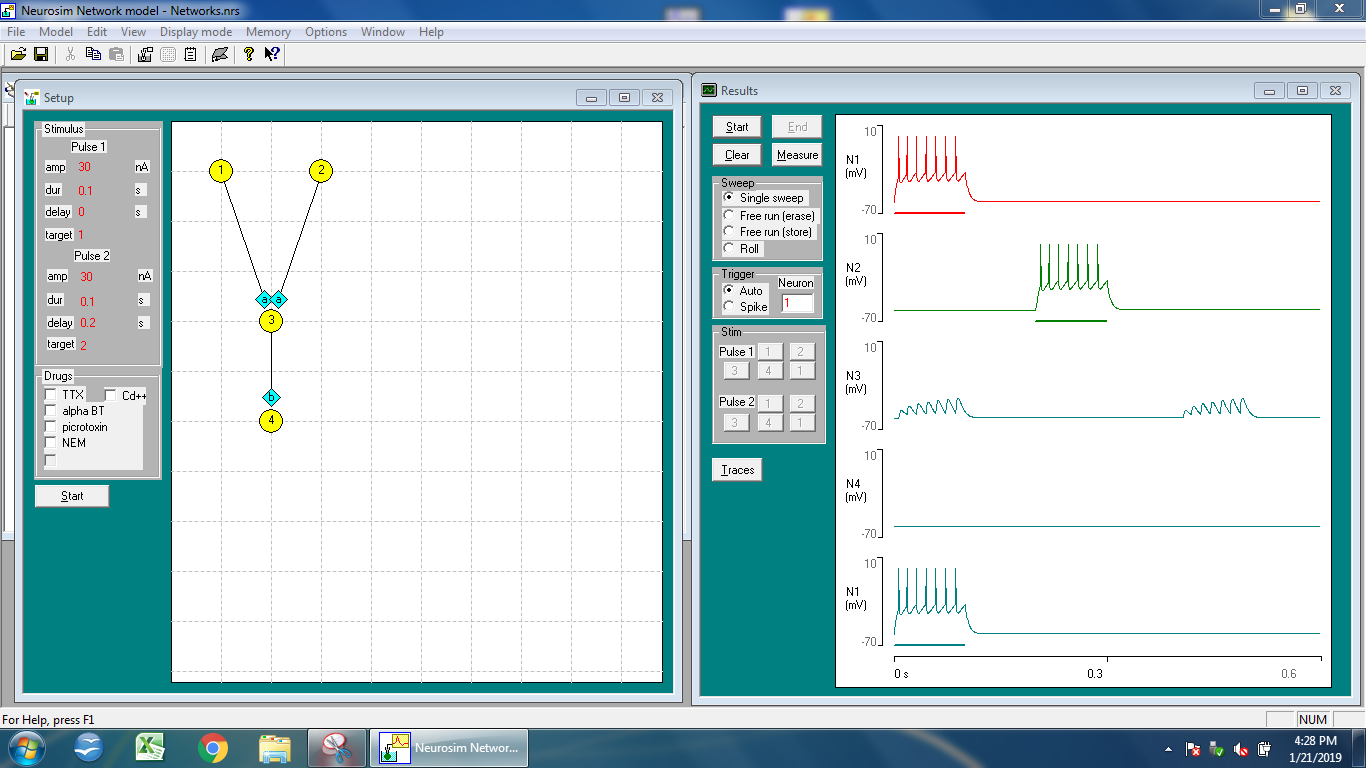 Neurosim Network model - Networks.nrs
File Model Edit View Display mode Memory Options Window Help
Setup
Stimulus
Pulse 1
amp 30 nA
dur 0.1 s
delay 0 s
target 1
Pulse 2
amp 30 nA
dur 0.1 s
delay 0.2 s
target 2
Drugs
TTX Cd++
alpha BT
picrotoxin
NEM
Start
1 2
a a
3
b
4
Results
Start End
Clear Measure
Sweep
Single sweep
Free run (erase)
Free run (store)
Roll
Trigger
Auto Neuron
Spike 1
Stim
Pulse 1 1 2
3 4 1
Pulse 2 1 2
3 4 1
Traces
10
N1
(mV)
-70
10
N2
(mV)
-70
10
N3
(mV)
-70
10
N4
(mV)
-70
10
N1
(mV)
-70
0 s 0.3 0.6
For Help, press F1 NUM
Neurosim Networ...
4:28 PM
1/21/2019